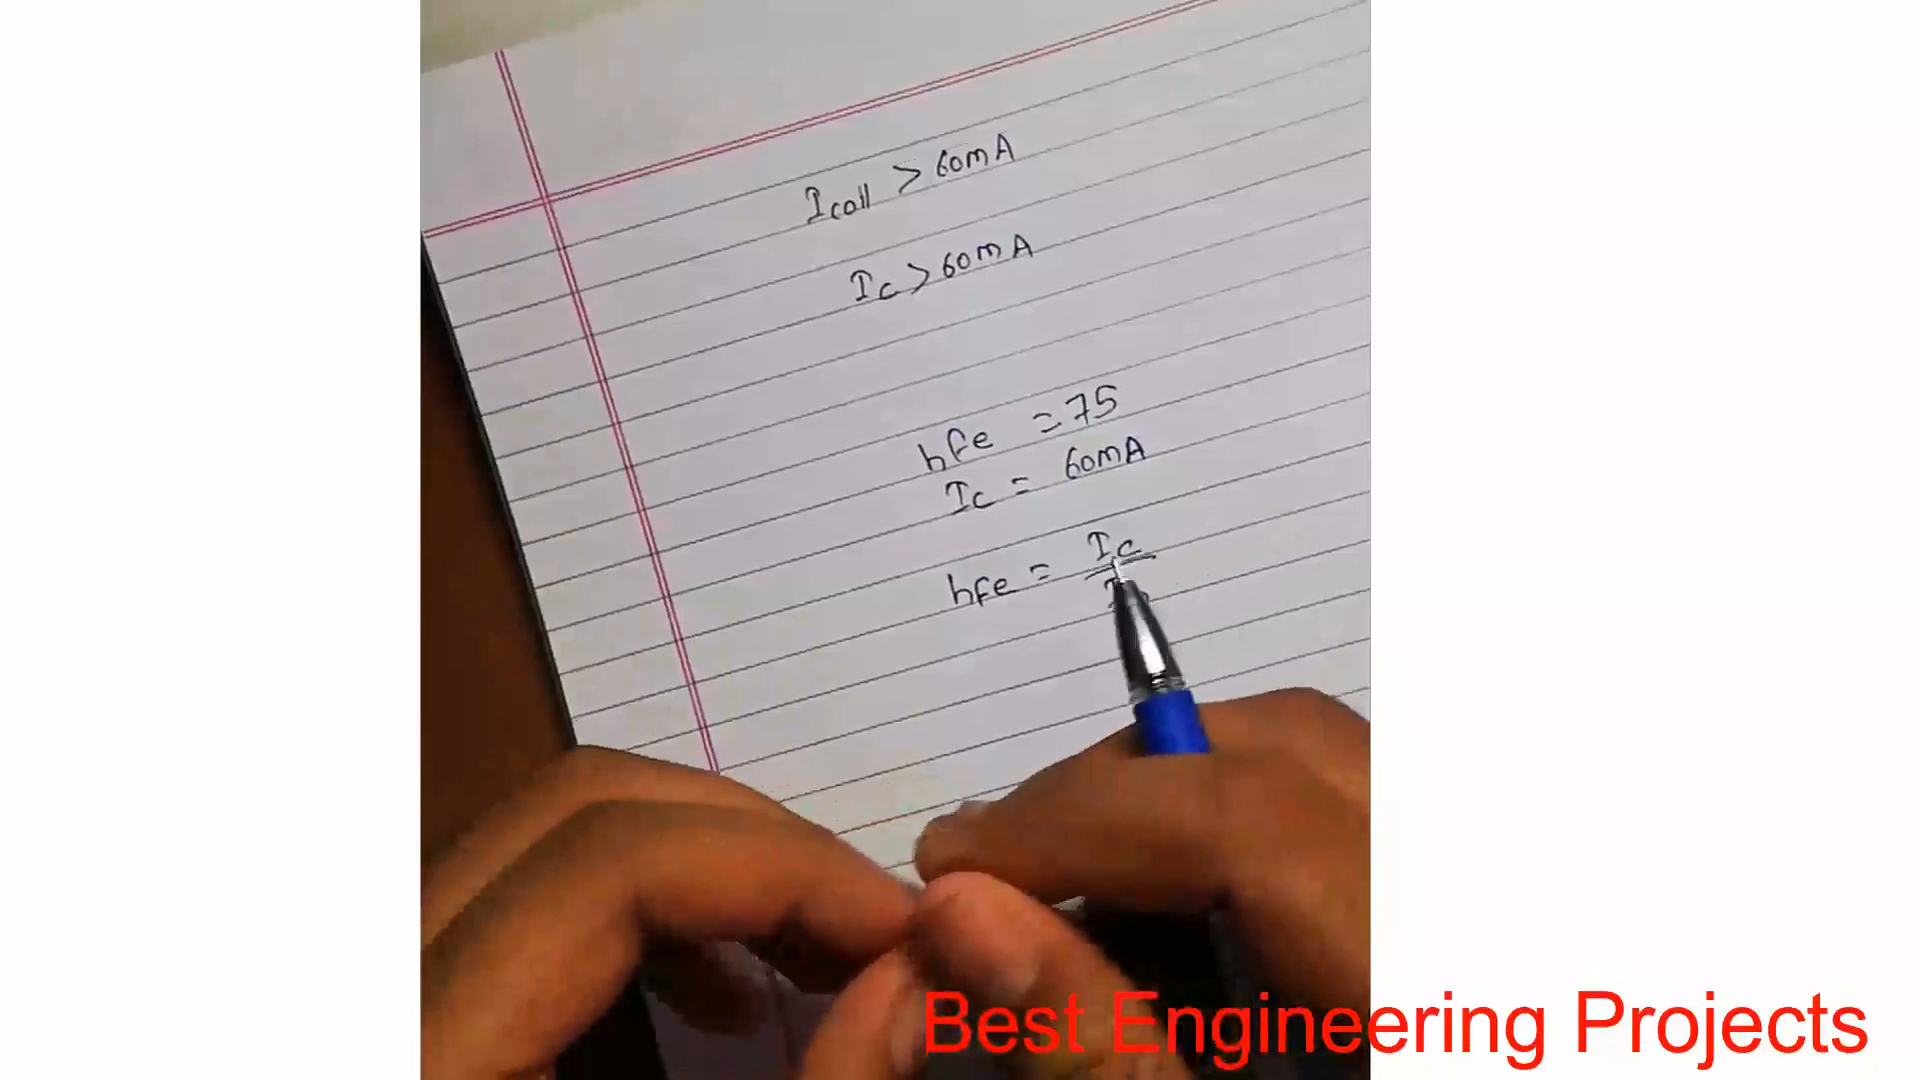 Icoil > 60mA
Ic > 60mA
hfe = 75
Ic = 60mA
hfe = Ic / I
Best Engineering Projects